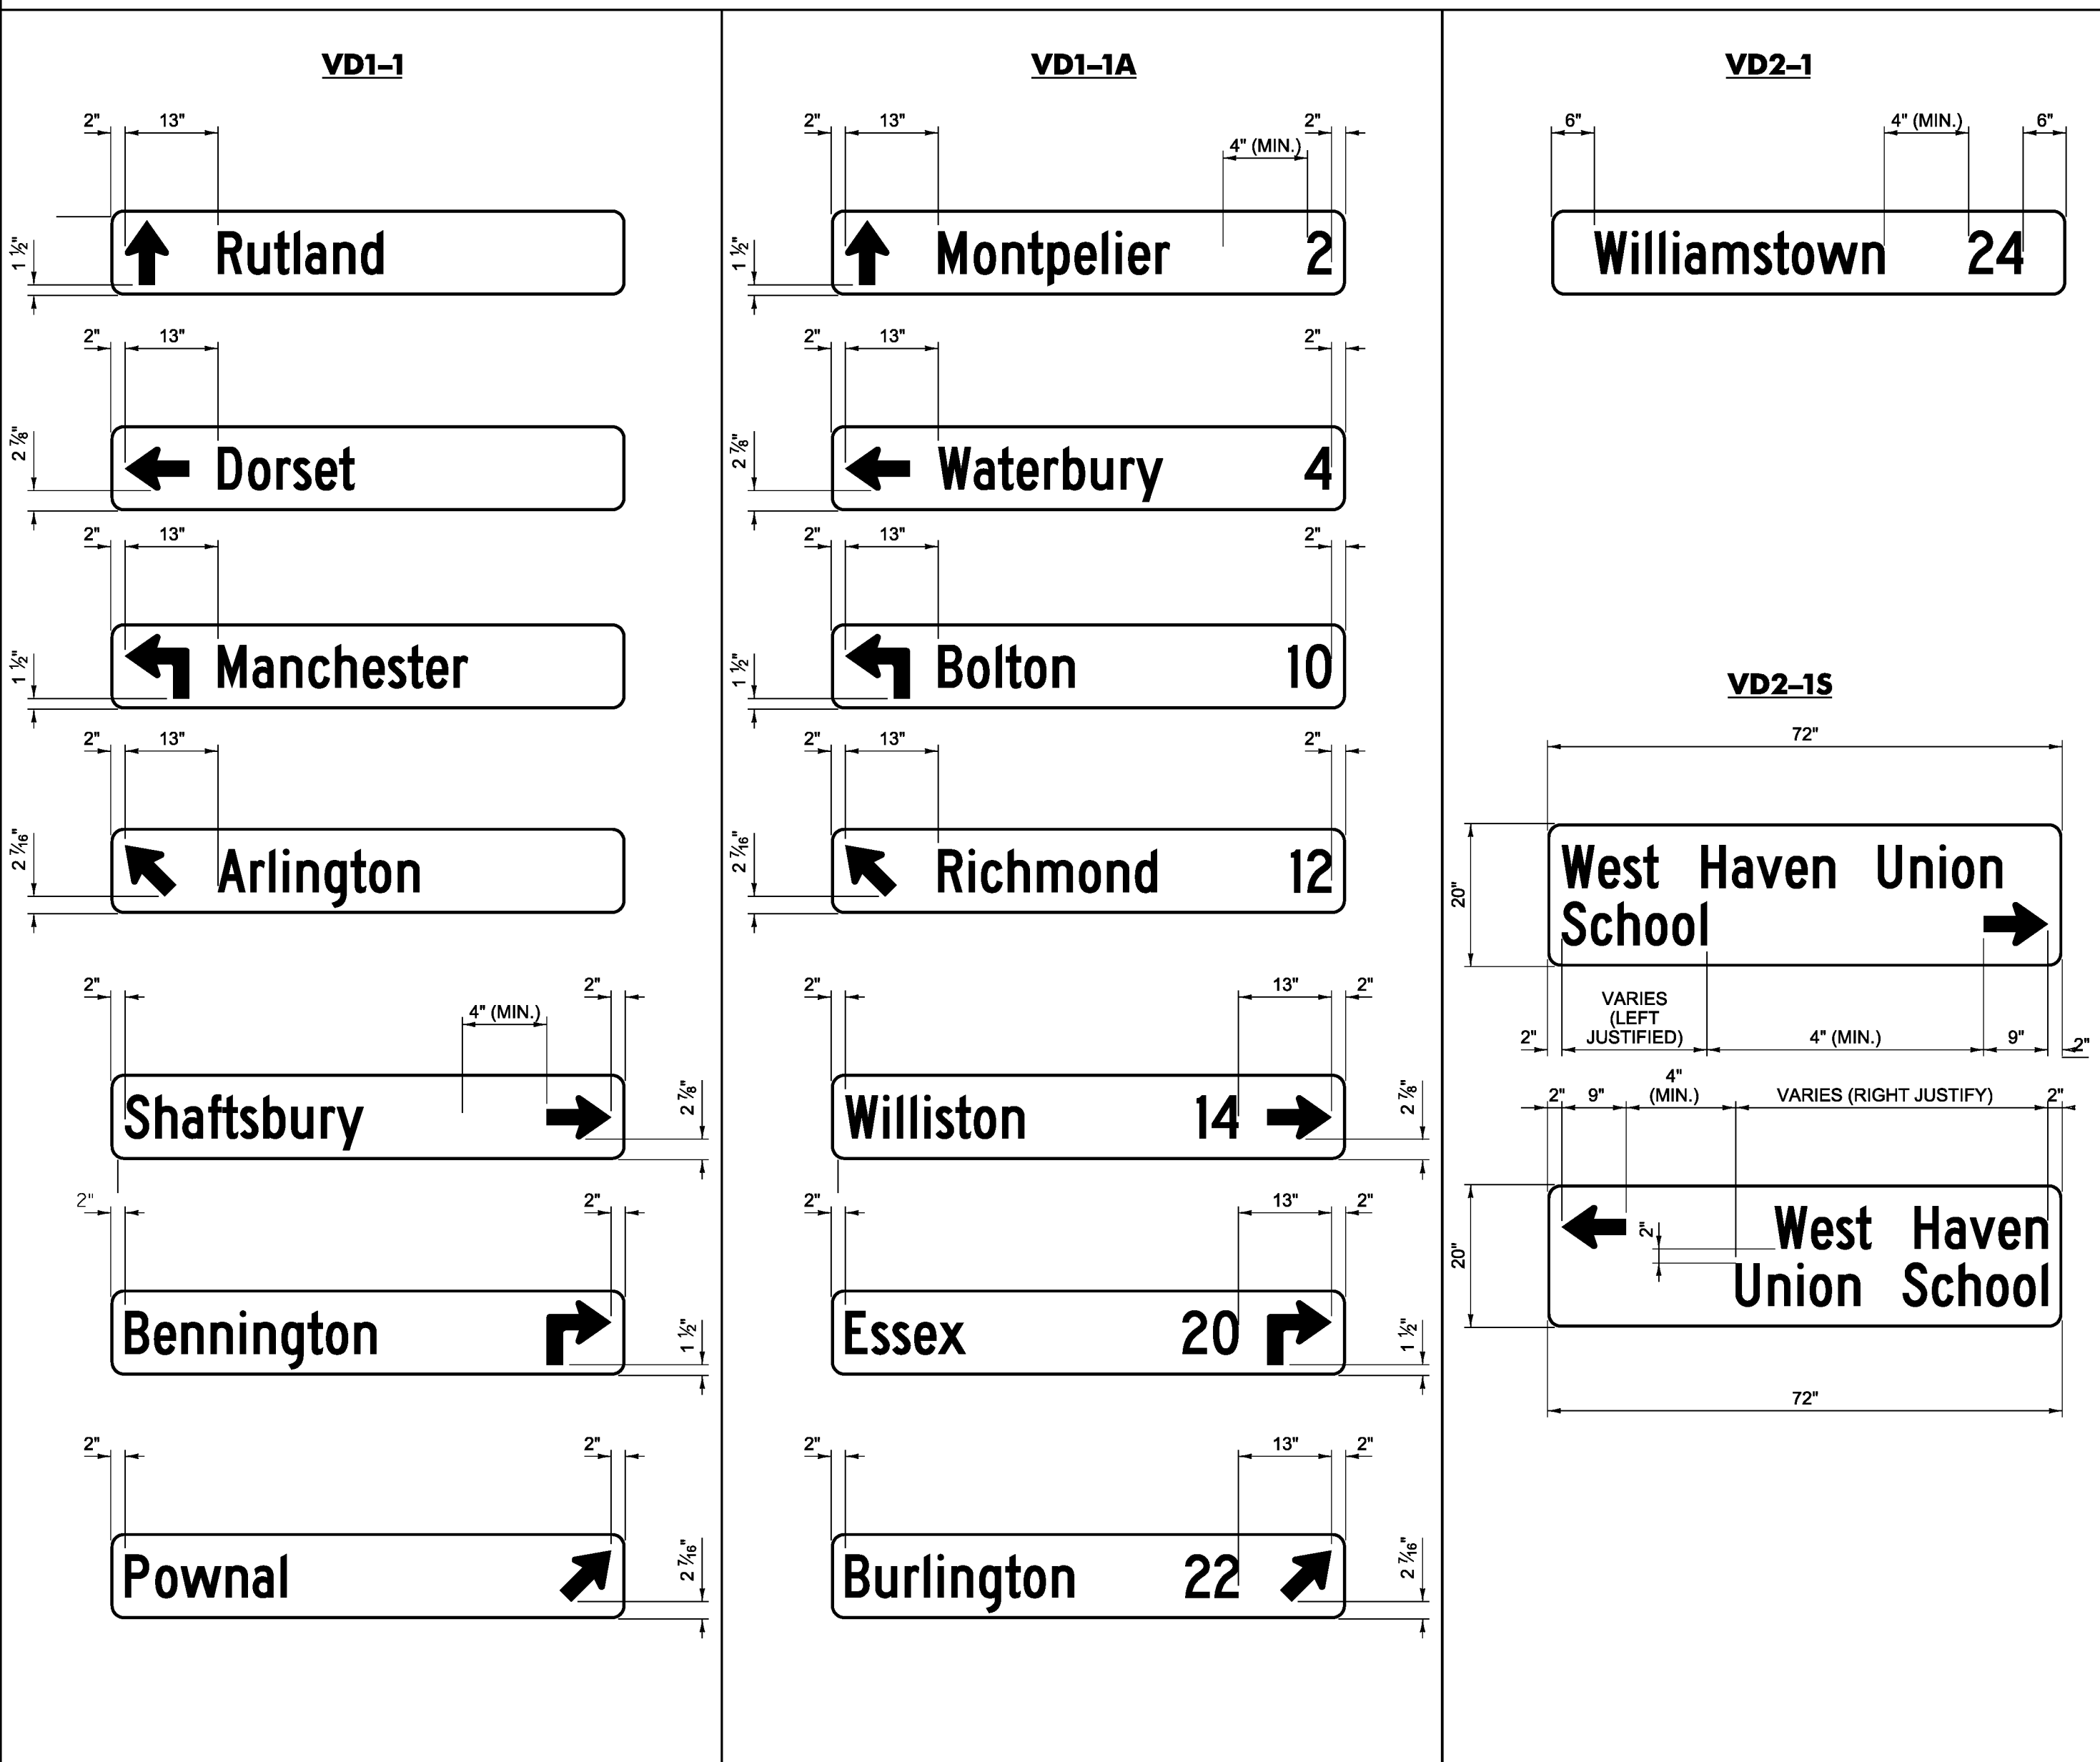 VD1–1
2" 13"
1 ½"
Rutland
2" 13"
2 ⅞"
Dorset
2" 13"
1 ½"
Manchester
2" 13"
2 7/16"
Arlington
2" 4" (MIN.) 2"
Shaftsbury
2 ⅞"
2" 2"
Bennington
1 ½"
2" 2"
Pownal
2 7/16"
VD1–1A
2" 13" 4" (MIN.) 2"
1 ½"
Montpelier 2
2" 13" 2"
2 ⅞"
Waterbury 4
2" 13" 2"
1 ½"
Bolton 10
2" 13" 2"
2 7/16"
Richmond 12
2" 13" 2"
Williston 14
2 ⅞"
2" 13" 2"
Essex 20
1 ½"
2" 13" 2"
Burlington 22
2 7/16"
VD2–1
6" 4" (MIN.) 6"
Williamstown 24
VD2–1S
72"
20"
West Haven Union
School
VARIES
(LEFT
JUSTIFIED)
2" 4" (MIN.) 9" 2"
4"
2" 9" (MIN.) VARIES (RIGHT JUSTIFY) 2"
20"
2"
West Haven
Union School
72"